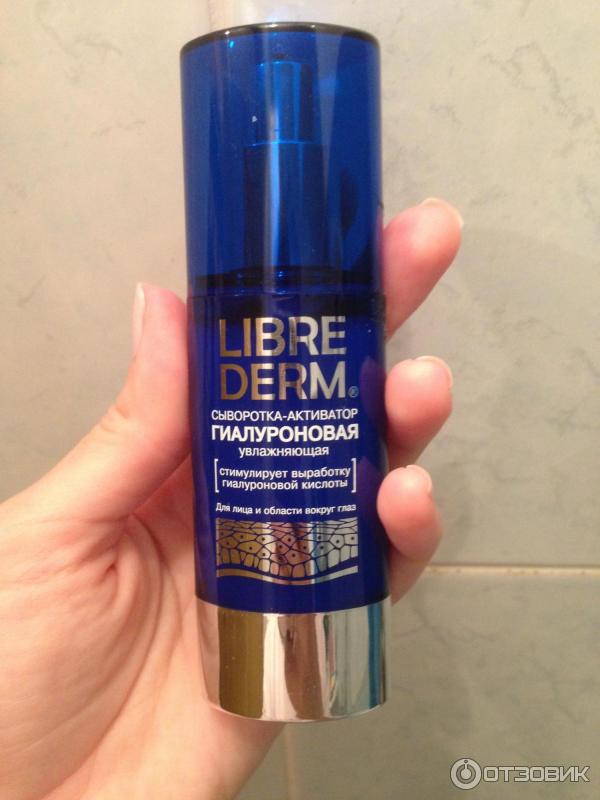 LIBRE
DERM®
СЫВОРОТКА-АКТИВАТОР
ГИАЛУРОНОВАЯ
увлажняющая
[стимулирует выработку
гиалуроновой кислоты]
Для лица и области вокруг глаз
ОТЗОВИК